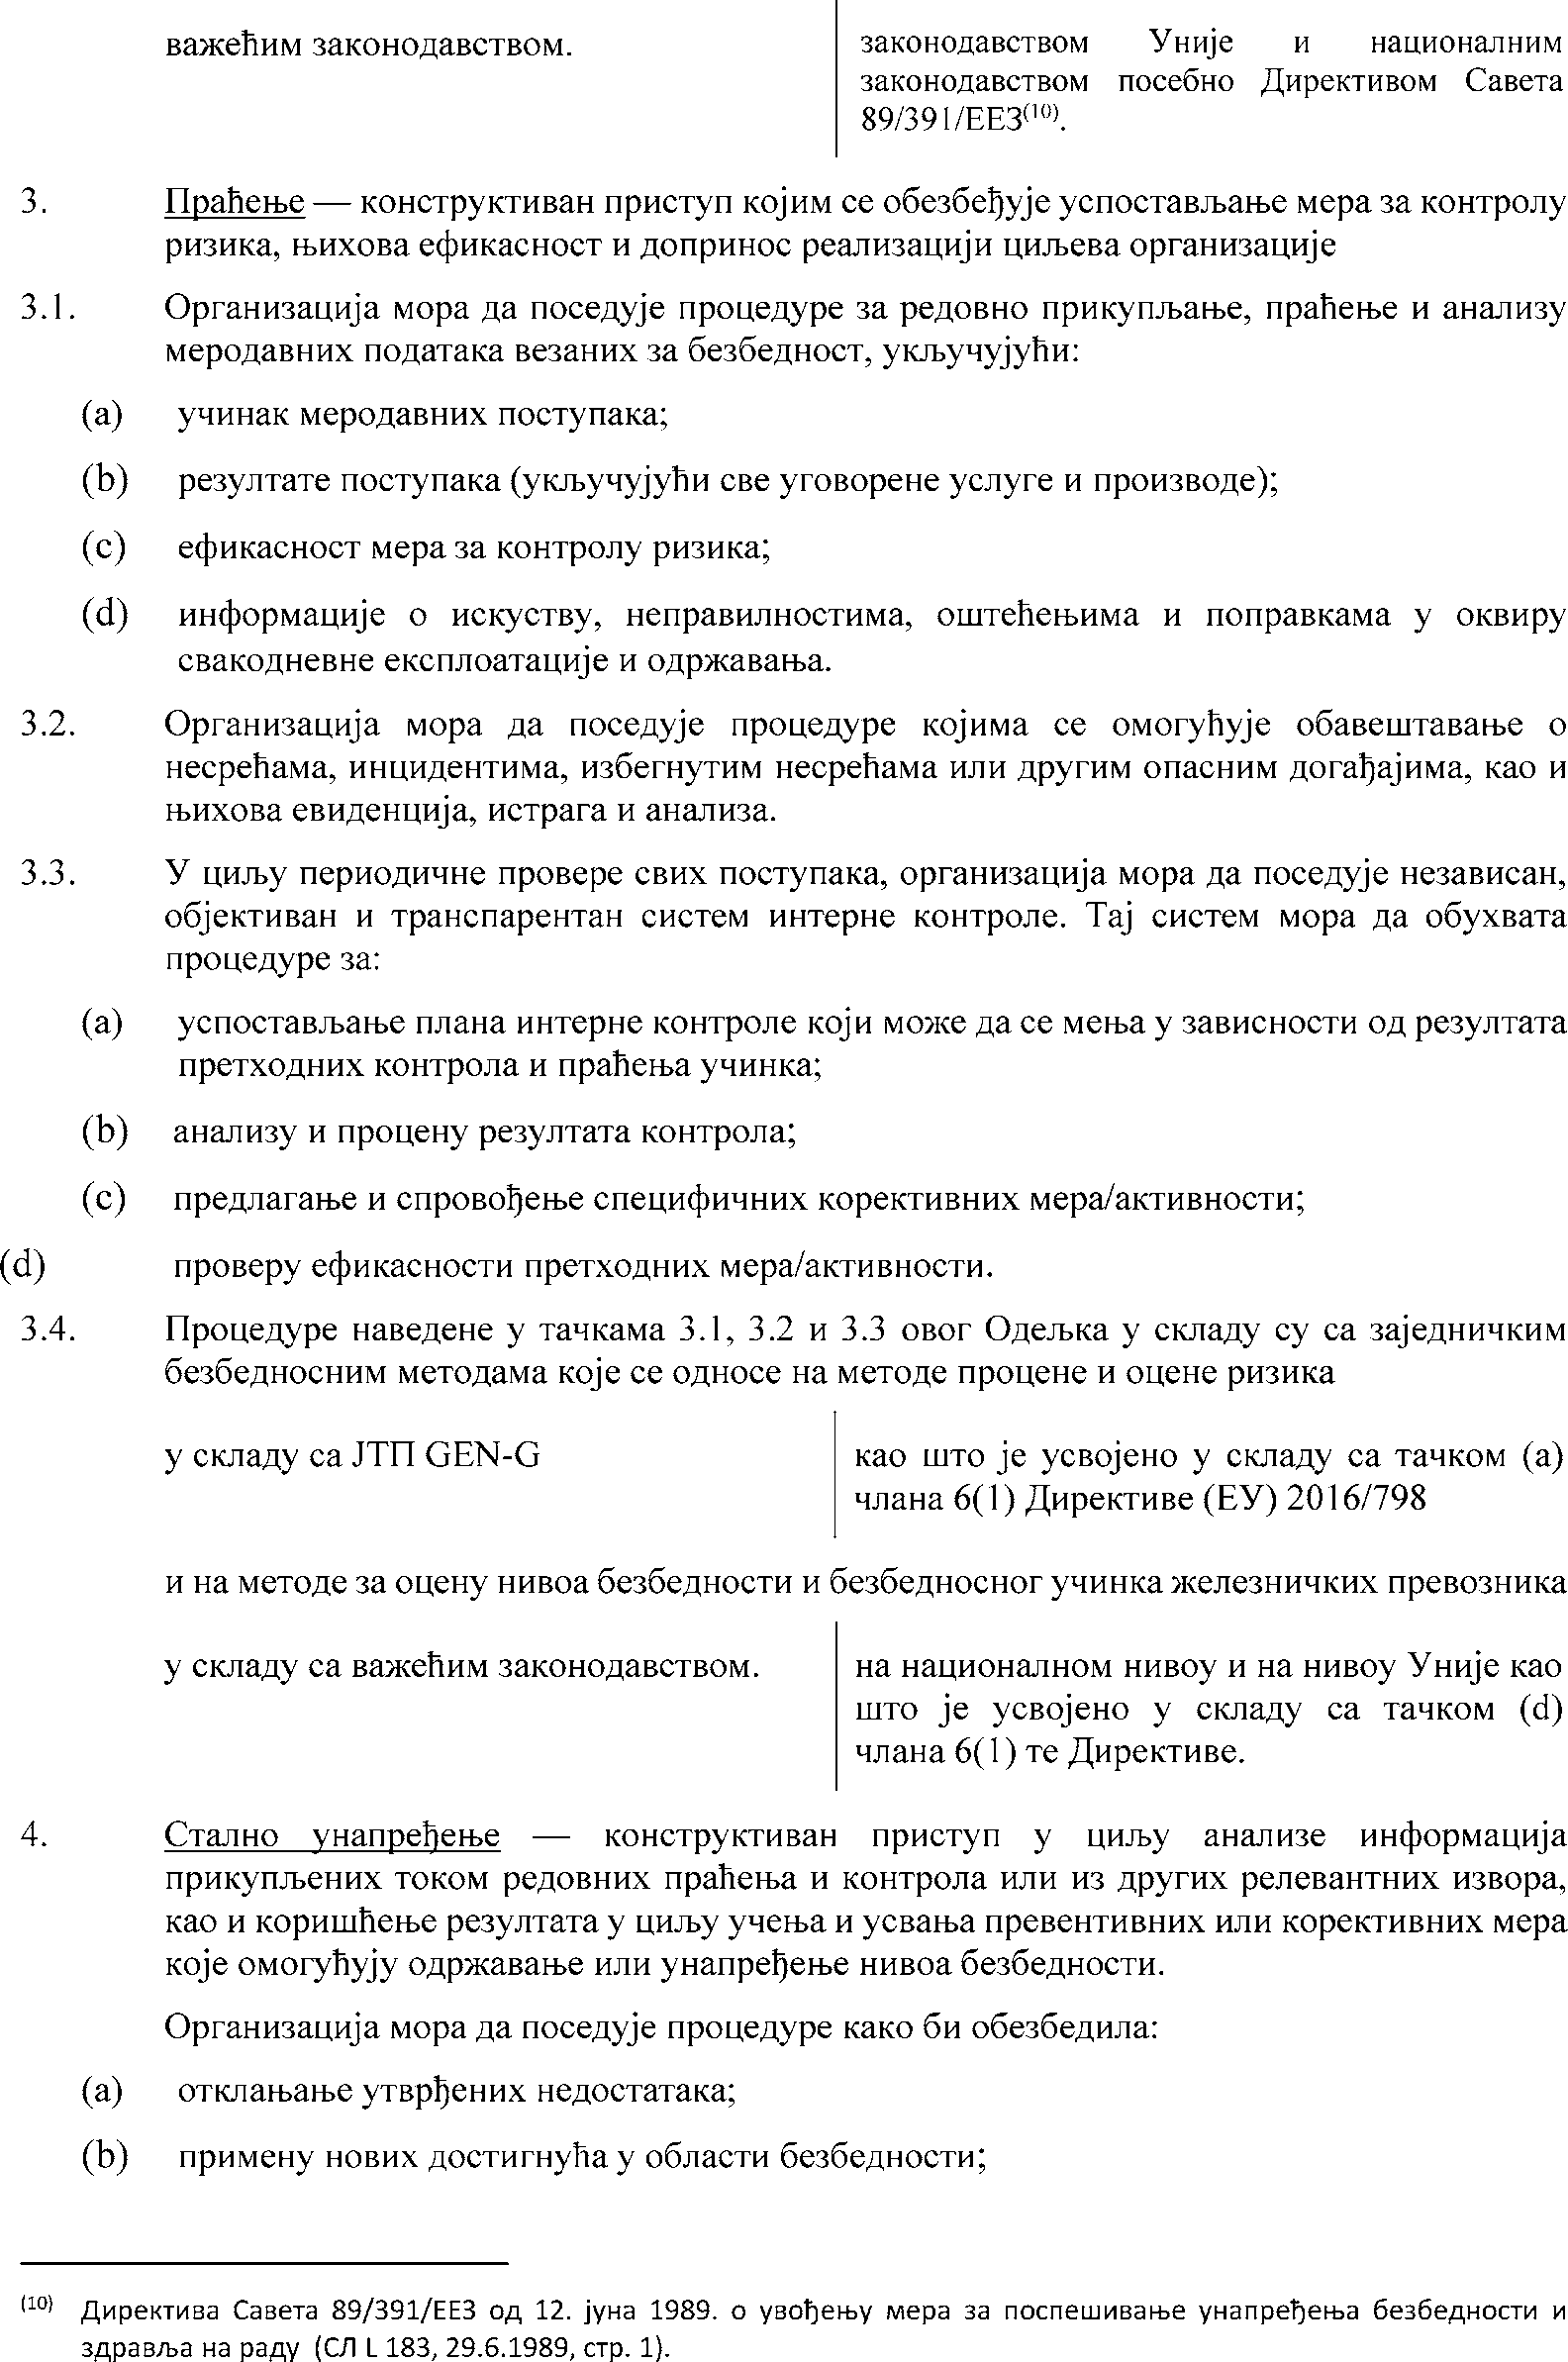 важећим законодавством.
законодавством Уније и националним
законодавством посебно Директивом Савета
89/391/ЕЕЗ(10).
3. Праћење — конструктиван приступ којим се обезбеђује успостављање мера за контролу
ризика, њихова ефикасност и допринос реализацији циљева организације
3.1. Организација мора да поседује процедуре за редовно прикупљање, праћење и анализу
меродавних података везаних за безбедност, укључујући:
(a) учинак меродавних поступака;
(b) резултате поступака (укључујући све уговорене услуге и производе);
(c) ефикасност мера за контролу ризика;
(d) информације о искуству, неправилностима, оштећењима и поправкама у оквиру
свакодневне експлоатације и одржавања.
3.2. Организација мора да поседује процедуре којима се омогућује обавештавање о
несрећама, инцидентима, избегнутим несрећама или другим опасним догађајима, као и
њихова евиденција, истрага и анализа.
3.3. У циљу периодичне провере свих поступака, организација мора да поседује независан,
објективан и транспарентан систем интерне контроле. Тај систем мора да обухвата
процедуре за:
(a) успостављање плана интерне контроле који може да се мења у зависности од резултата
претходних контрола и праћења учинка;
(b) анализу и процену резултата контрола;
(c) предлагање и спровођење специфичних корективних мера/активности;
(d) проверу ефикасности претходних мера/активности.
3.4. Процедуре наведене у тачкама 3.1, 3.2 и 3.3 овог Одељка у складу су са заједничким
безбедносним методама које се односе на методе процене и оцене ризика
у складу са ЈТП GEN-G
као што је усвојено у складу са тачком (a)
члана 6(1) Директиве (ЕУ) 2016/798
и на методе за оцену нивоа безбедности и безбедносног учинка железничких превозника
у складу са важећим законодавством.
на националном нивоу и на нивоу Уније као
што је усвојено у складу са тачком (d)
члана 6(1) те Директиве.
4. Стално унапређење — конструктиван приступ у циљу анализе информација
прикупљених током редовних праћења и контрола или из других релевантних извора,
као и коришћење резултата у циљу учења и усвања превентивних или корективних мера
које омогућују одржавање или унапређење нивоа безбедности.
Организација мора да поседује процедуре како би обезбедила:
(a) отклањање утврђених недостатака;
(b) примену нових достигнућа у области безбедности;
(10) Директива Савета 89/391/ЕЕЗ од 12. јуна 1989. о увођењу мера за поспешивање унапређења безбедности и
здравља на раду (СЛ L 183, 29.6.1989, стр. 1).